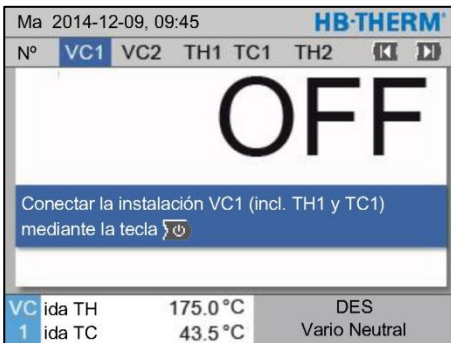 Ma 2014-12-09, 09:45 HB-THERM®
Nº VC1 VC2 TH1 TC1 TH2
OFF
Conectar la instalación VC1 (incl. TH1 y TC1)
mediante la tecla
VC ida TH 175.0 °C DES
1 ida TC 43.5 °C Vario Neutral